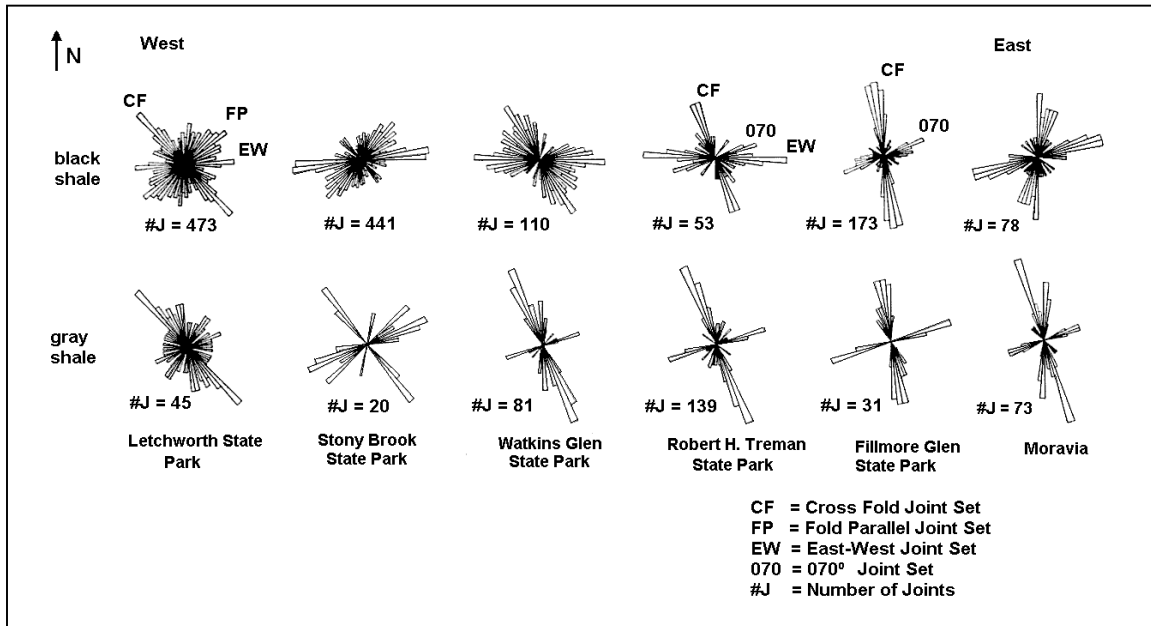 N
West
East
black
shale
CF
FP
EW
CF
070
EW
CF
070
#J = 473
#J = 441
#J = 110
#J = 53
#J = 173
#J = 78
gray
shale
#J = 45
#J = 20
#J = 81
#J = 139
#J = 31
#J = 73
Letchworth State
Park
Stony Brook
State Park
Watkins Glen
State Park
Robert H. Treman
State Park
Fillmore Glen
State Park
Moravia
CF = Cross Fold Joint Set
FP = Fold Parallel Joint Set
EW = East-West Joint Set
070 = 070º Joint Set
#J = Number of Joints